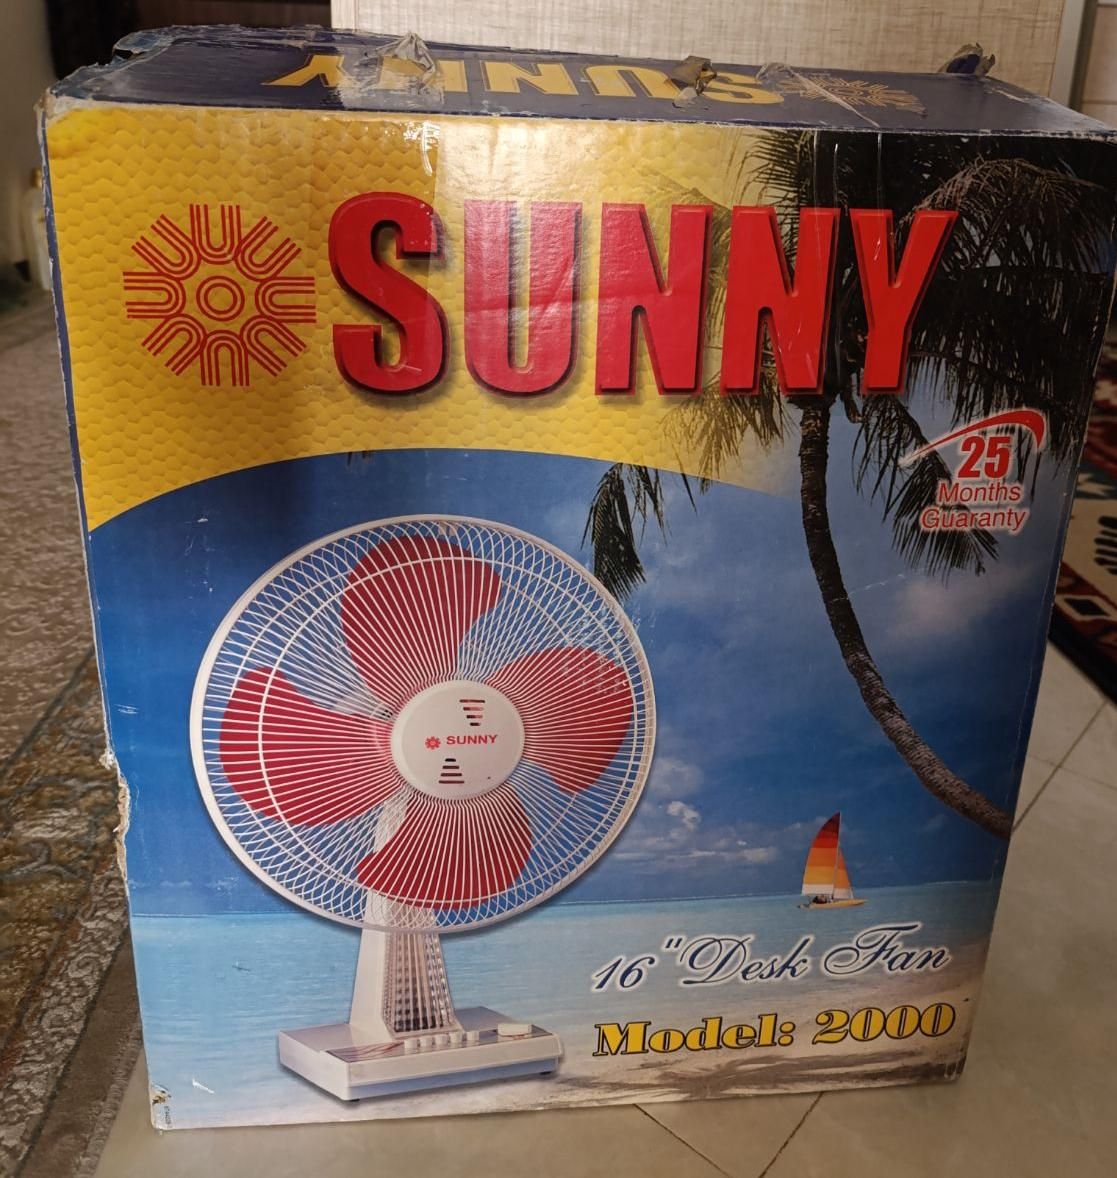 SUNNY
SUNNY
25
Months
Guaranty
SUNNY
16" Desk Fan
Model: 2000